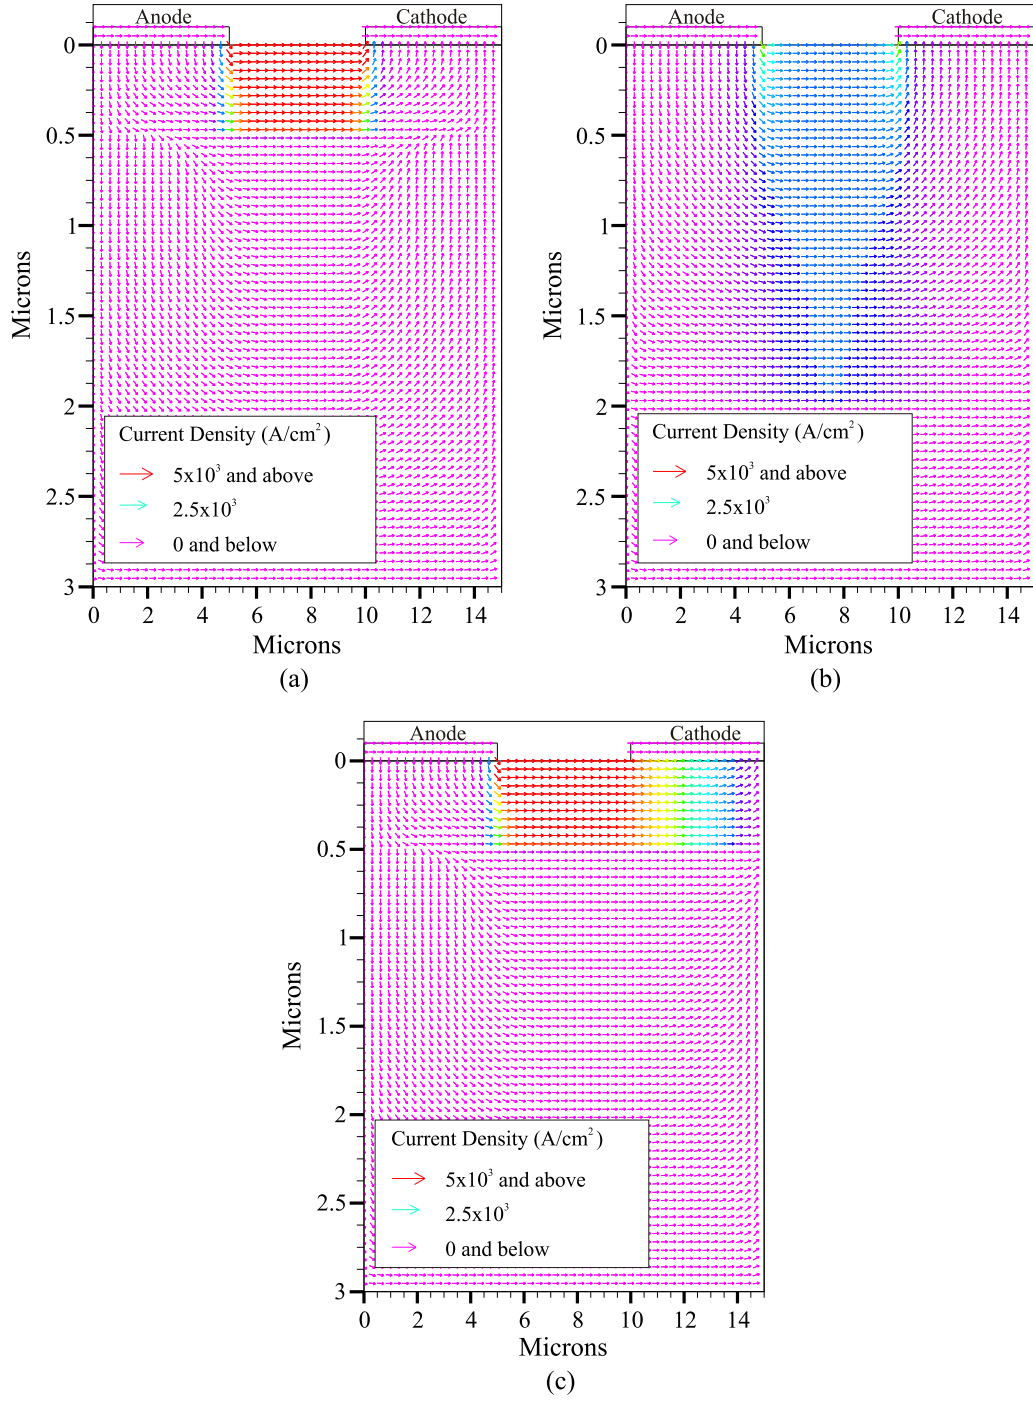 Anode Cathode
0
0.5
1
1.5
2
2.5
3
Microns
Current Density (A/cm²)
5x10³ and above
2.5x10³
0 and below
0 2 4 6 8 10 12 14
Microns
(a)
Anode Cathode
0
0.5
1
1.5
2
2.5
3
Microns
Current Density (A/cm²)
5x10³ and above
2.5x10³
0 and below
0 2 4 6 8 10 12 14
Microns
(b)
Anode Cathode
0
0.5
1
1.5
2
2.5
3
Microns
Current Density (A/cm²)
5x10³ and above
2.5x10³
0 and below
0 2 4 6 8 10 12 14
Microns
(c)